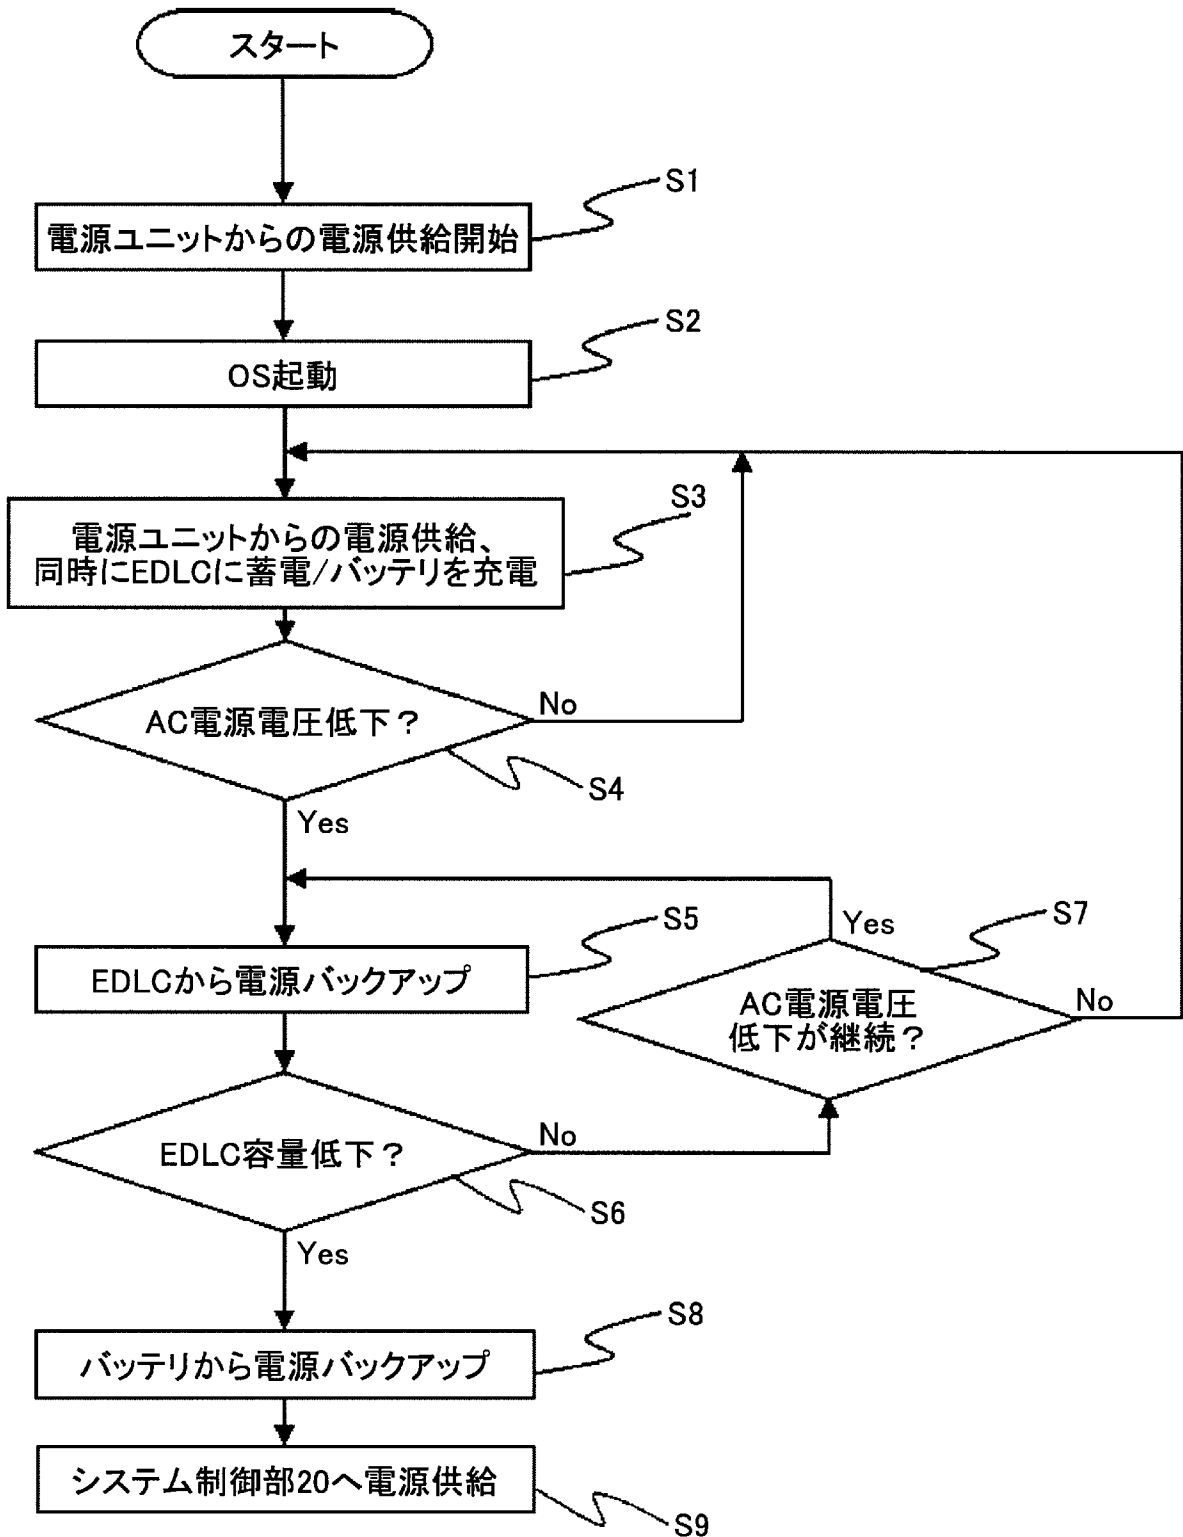 スタート
S1
電源ユニットからの電源供給開始
S2
OS起動
S3
電源ユニットからの電源供給、
同時にEDLCに蓄電/バッテリを充電
No
AC電源電圧低下？
S4
Yes
S5
EDLCから電源バックアップ
Yes
S7
AC電源電圧
低下が継続？
No
No
EDLC容量低下？
S6
Yes
S8
バッテリから電源バックアップ
システム制御部20へ電源供給
S9